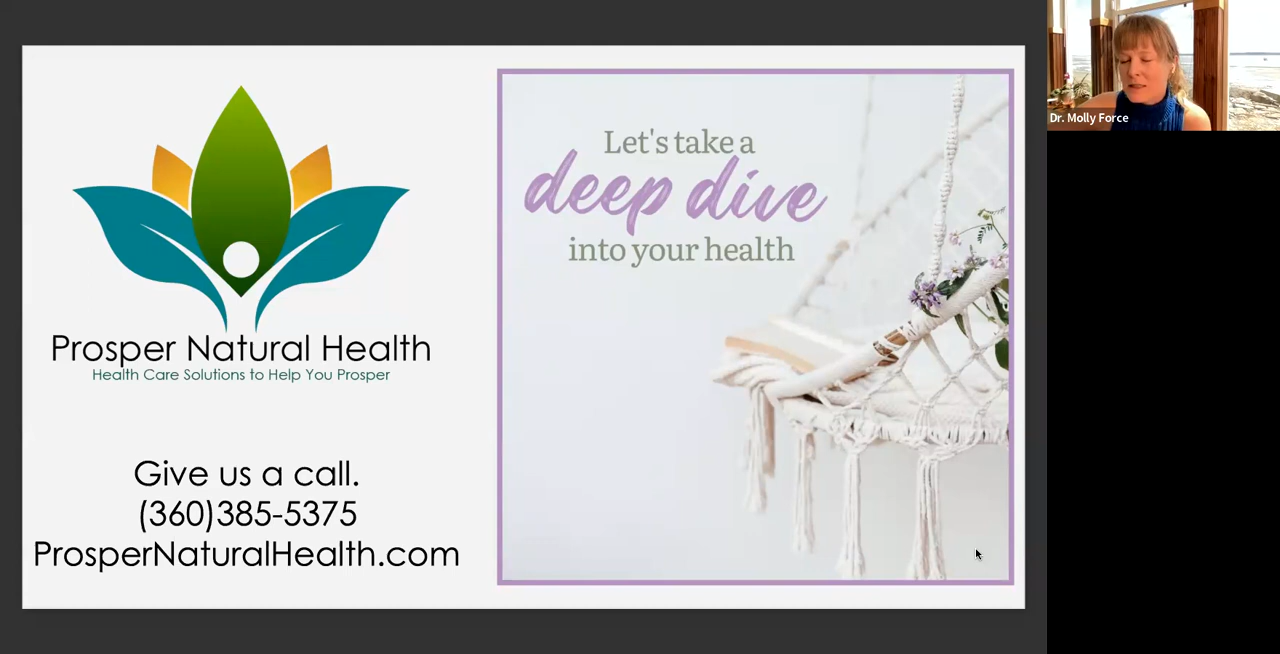 Prosper Natural Health
Health Care Solutions to Help You Prosper
Give us a call.
(360)385-5375
ProsperNaturalHealth.com
Let's take a
deep dive
into your health
Dr. Molly Force